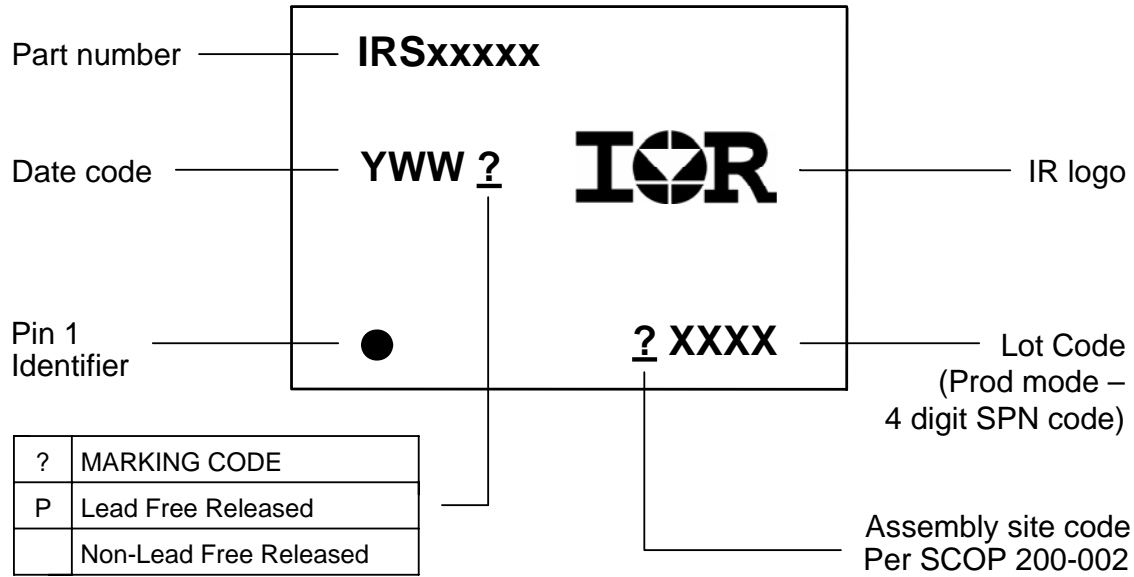 Part number
IRSxxxxx
Date code
YWW ?
IOR
IR logo
Pin 1
Identifier
? XXXX
Lot Code
(Prod mode –
4 digit SPN code)
? MARKING CODE
P Lead Free Released
Non-Lead Free Released
Assembly site code
Per SCOP 200-002